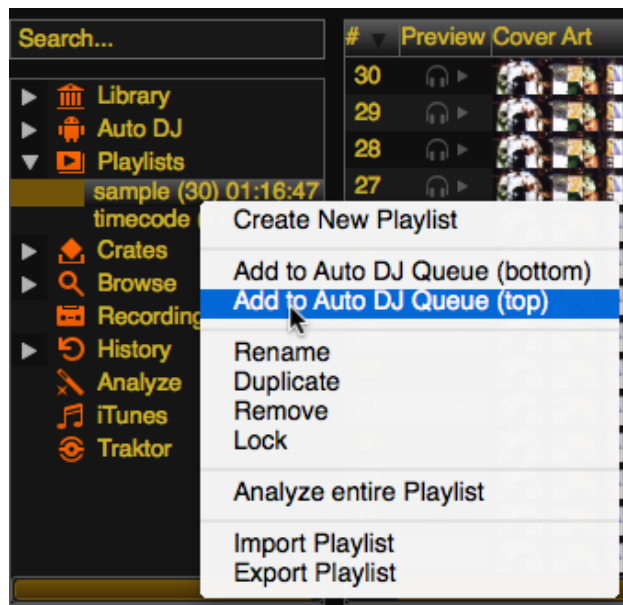 Search...
# Preview Cover Art
30
29
28
27
Library
Auto DJ
Playlists
sample (30) 01:16:47
timecode
Crates
Browse
Recording
History
Analyze
iTunes
Traktor
Create New Playlist
Add to Auto DJ Queue (bottom)
Add to Auto DJ Queue (top)
Rename
Duplicate
Remove
Lock
Analyze entire Playlist
Import Playlist
Export Playlist